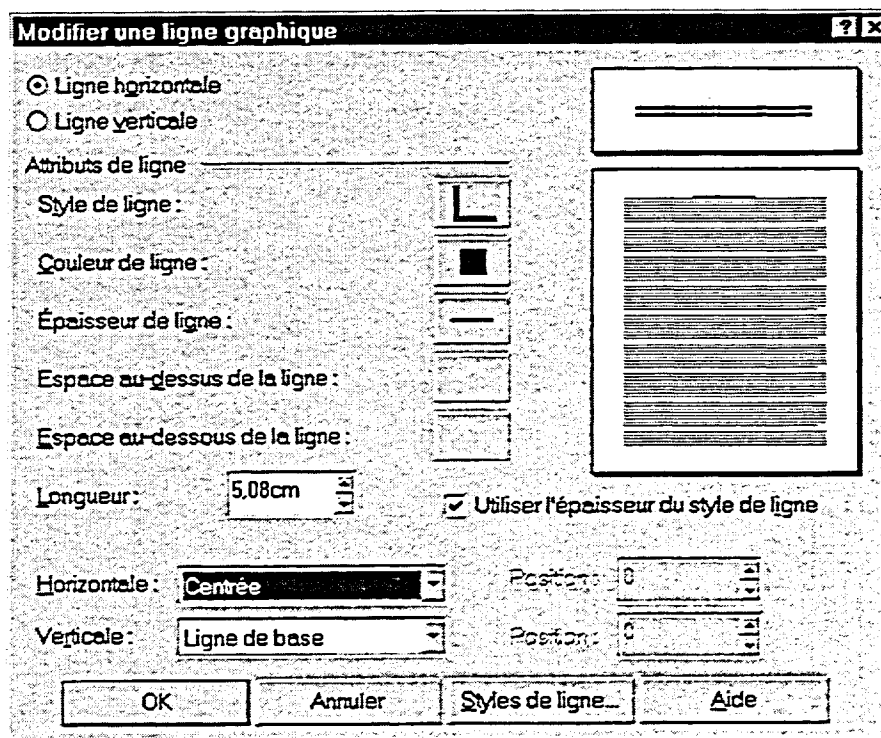 Modifier une ligne graphique
Ligne horizontale
Ligne verticale
Attributs de ligne
Style de ligne :
Couleur de ligne :
Épaisseur de ligne :
Espace au-dessus de la ligne :
Espace au-dessous de la ligne :
Longueur : 5,08cm
Utiliser l'épaisseur du style de ligne
Horizontale : Centrée Position : 0
Verticale : Ligne de base Position : 0
OK Annuler Styles de ligne... Aide